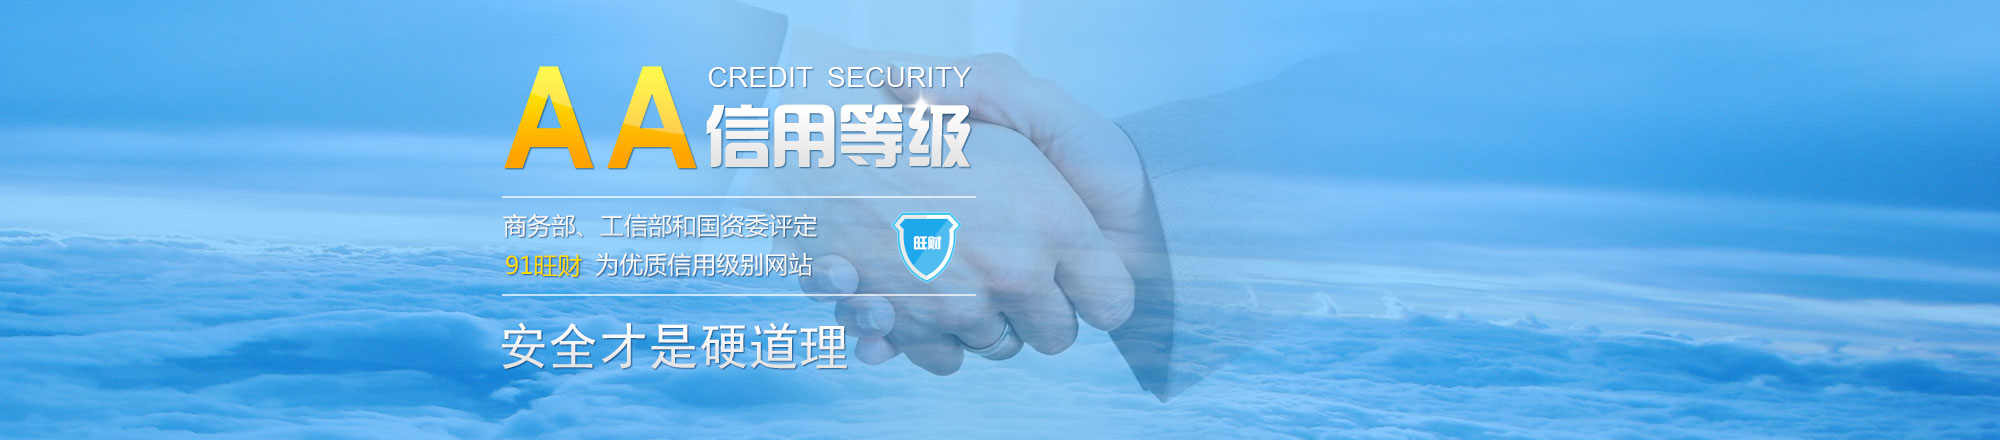 AA
CREDIT SECURITY
信用等级
商务部、工信部和国资委评定
91旺财 为优质信用级别网站
旺财
安全才是硬道理